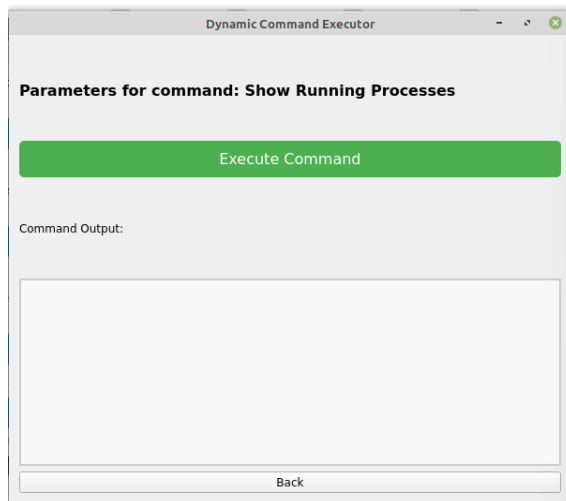 Dynamic Command Executor
Parameters for command: Show Running Processes
Execute Command
Command Output:
Back